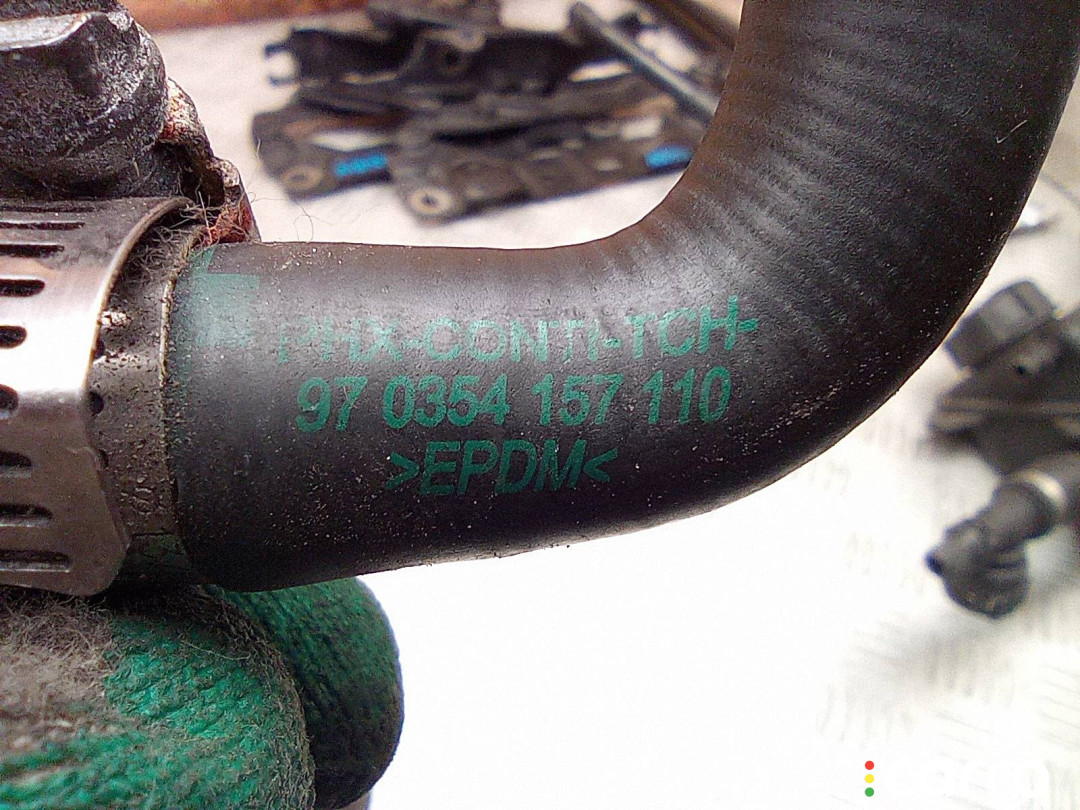 PHX-CONTI-TCH-
97 0354 157 110
>EPDM<